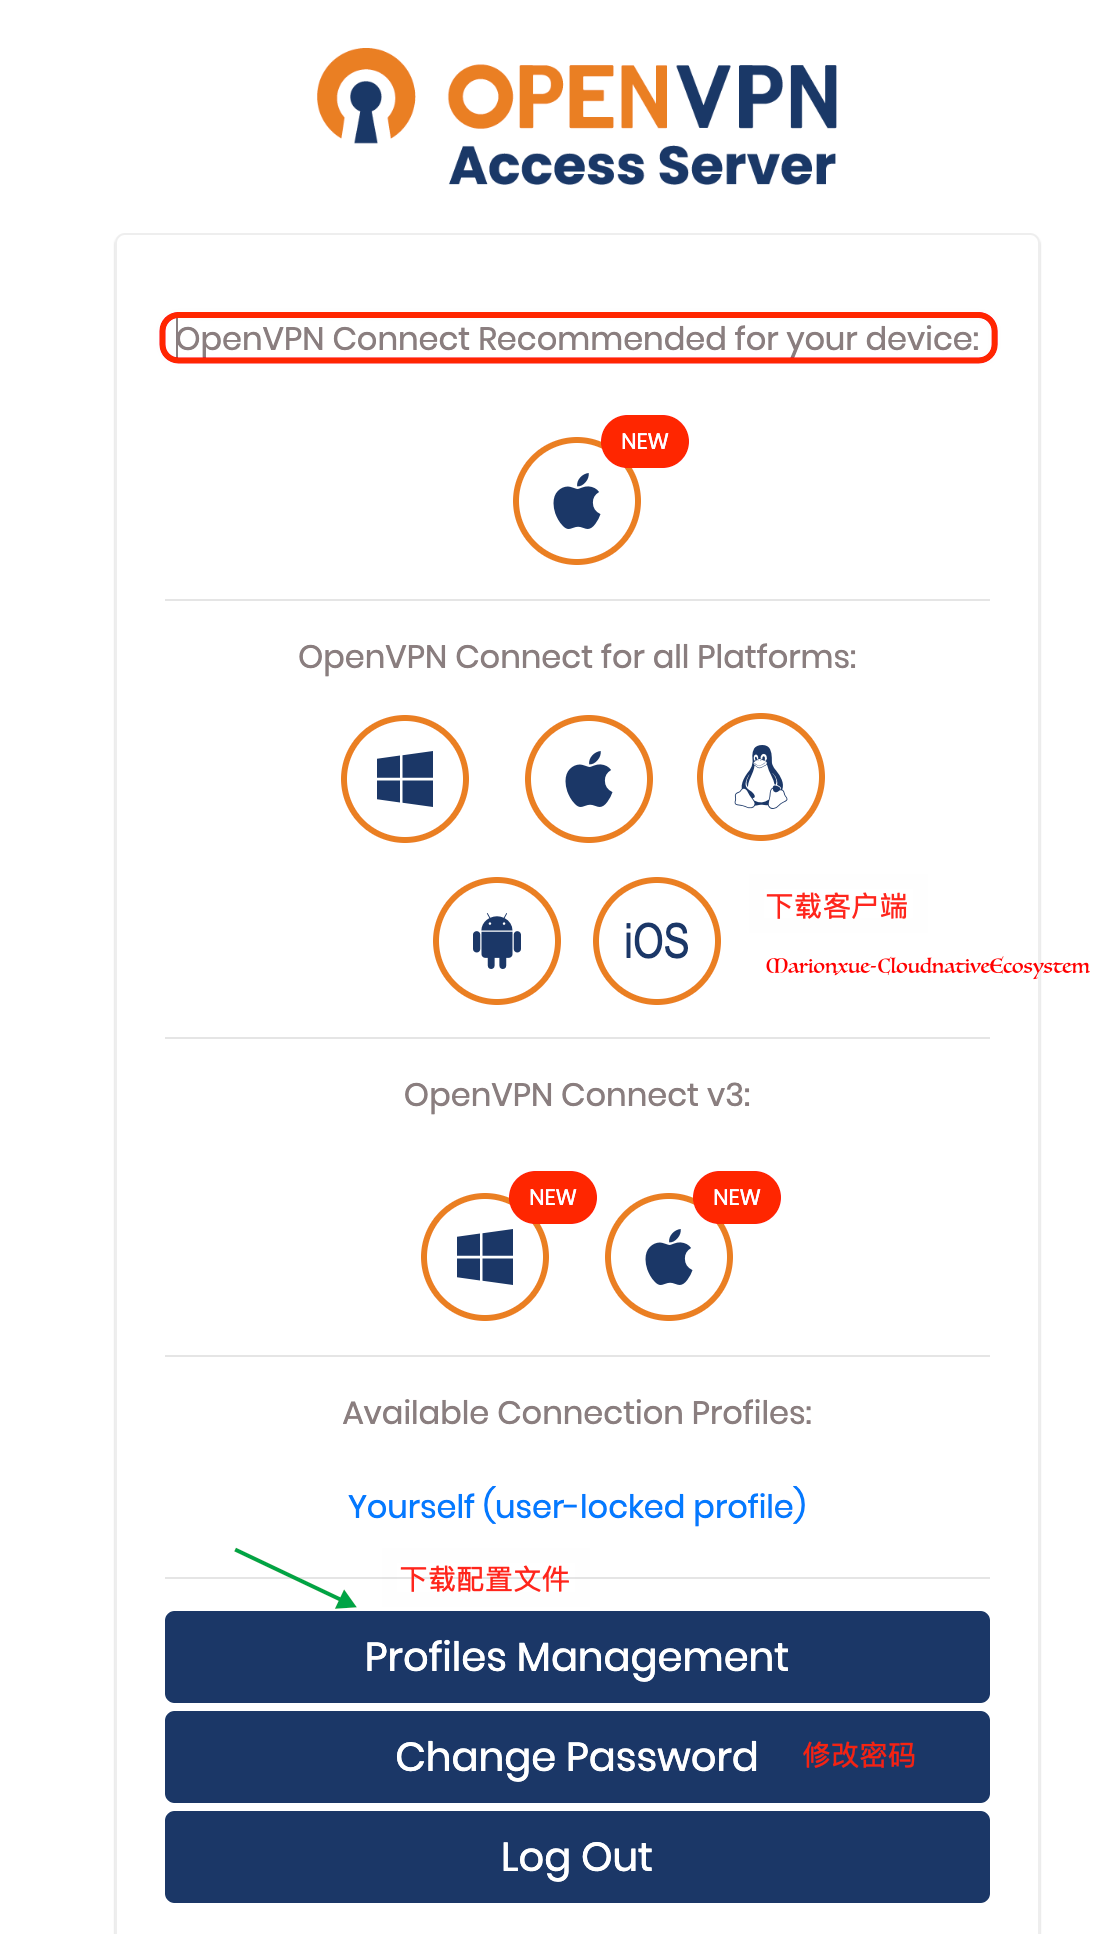 OPENVPN
Access Server
OpenVPN Connect Recommended for your device:
NEW
OpenVPN Connect for all Platforms:
iOS
下载客户端
Marionxue-CloudnativeEcosystem
OpenVPN Connect v3:
NEW NEW
Available Connection Profiles:
Yourself (user-locked profile)
下载配置文件
Profiles Management
Change Password 修改密码
Log Out